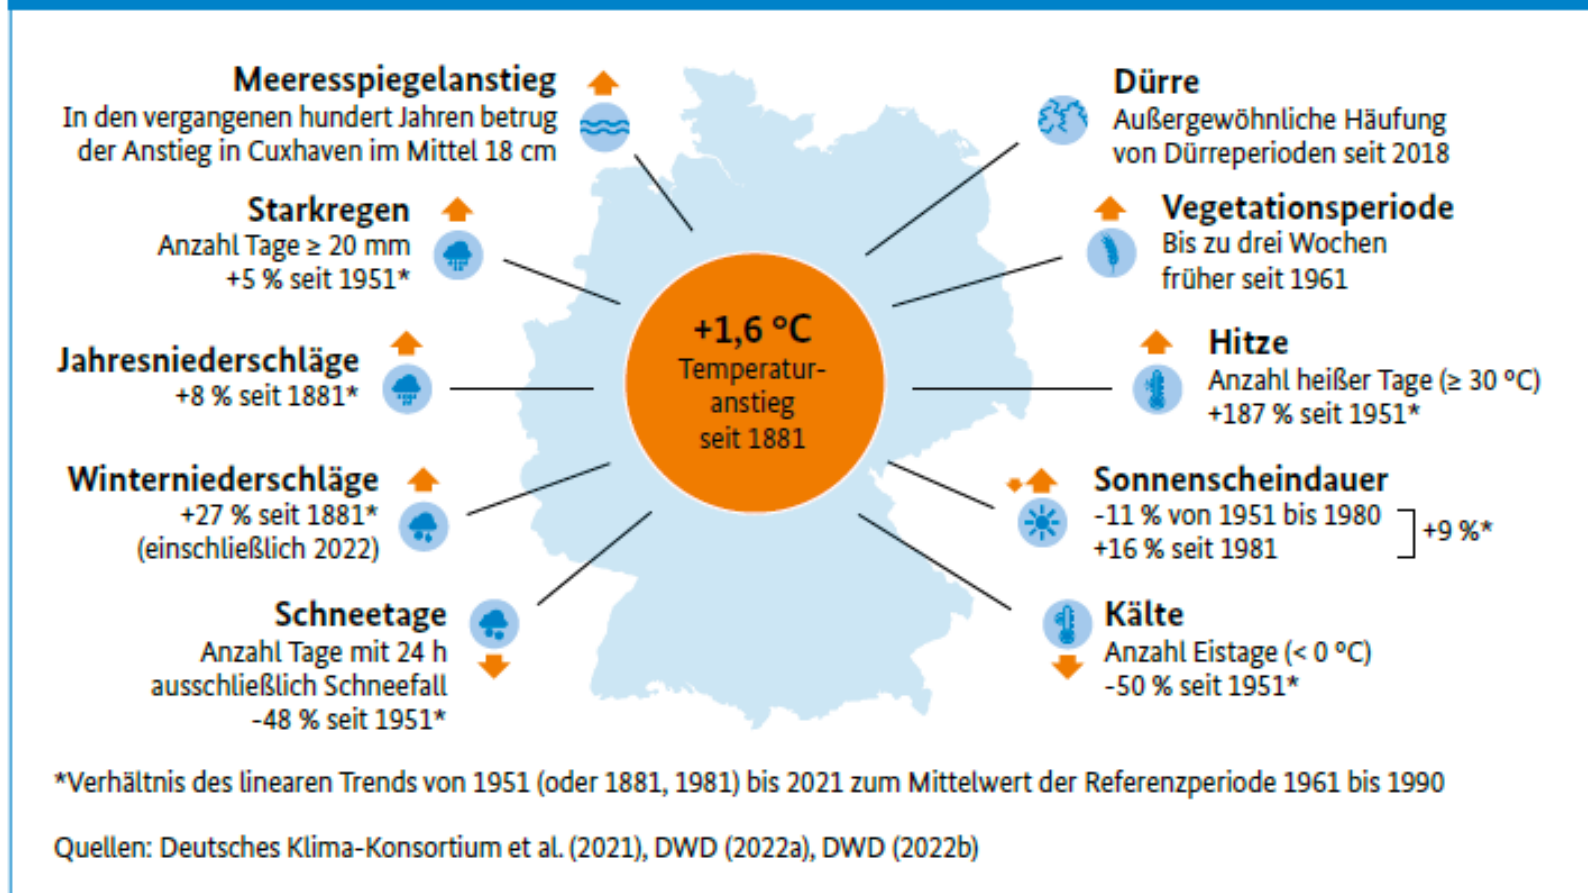 Meeresspiegelanstieg
In den vergangenen hundert Jahren betrug
der Anstieg in Cuxhaven im Mittel 18 cm
Starkregen
Anzahl Tage ≥ 20 mm
+5 % seit 1951*
Jahresniederschläge
+8 % seit 1881*
Winterniederschläge
+27 % seit 1881*
(einschließlich 2022)
Schneetage
Anzahl Tage mit 24 h
ausschließlich Schneefall
-48 % seit 1951*
+1,6 °C
Temperatur-
anstieg
seit 1881
Dürre
Außergewöhnliche Häufung
von Dürreperioden seit 2018
Vegetationsperiode
Bis zu drei Wochen
früher seit 1961
Hitze
Anzahl heißer Tage (≥ 30 °C)
+187 % seit 1951*
Sonnenscheindauer
-11 % von 1951 bis 1980
+16 % seit 1981
+9 %*
Kälte
Anzahl Eistage (< 0 °C)
-50 % seit 1951*
*Verhältnis des linearen Trends von 1951 (oder 1881, 1981) bis 2021 zum Mittelwert der Referenzperiode 1961 bis 1990
Quellen: Deutsches Klima-Konsortium et al. (2021), DWD (2022a), DWD (2022b)